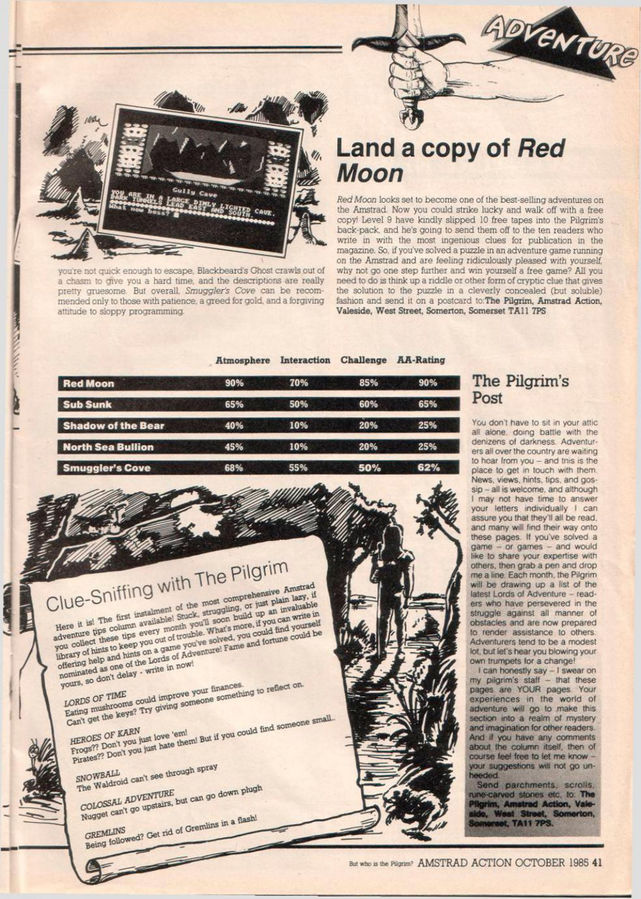 ADVENTURE
Gully Cave
YOU ARE IN A LARGE DIMLY LIGHTED CAVE.
DARK TUNNELS LEAD EAST AND SOUTH.
What now boss?
you're not quick enough to escape, Blackbeard's Ghost crawls out of
a chasm to give you a hard time, and the descriptions are really
pretty gruesome. But overall, Smuggler's Cove can be recom-
mended only to those with patience, a greed for gold, and a forgiving
attitude to sloppy programming.
Land a copy of Red
Moon
Red Moon looks set to become one of the best-selling adventures on
the Amstrad. Now you could strike lucky and walk off with a free
copy! Level 9 have kindly slipped 10 free tapes into the Pilgrim's
back-pack, and he's going to send them off to the ten readers who
write in with the most ingenious clues for publication in the
magazine. So, if you've solved a puzzle in an adventure game running
on the Amstrad and are feeling ridiculously pleased with yourself,
why not go one step further and win yourself a free game? All you
need to do is think up a riddle or other form of cryptic clue that gives
the solution to the puzzle in a cleverly concealed (but soluble)
fashion and send it on a postcard to:The Pilgrim, Amstrad Action,
Valeside, West Street, Somerton, Somerset TA11 7PS
Atmosphere Interaction Challenge AA-Rating
Red Moon 90% 70% 85% 90%
Sub Sunk 65% 50% 60% 65%
Shadow of the Bear 40% 10% 20% 25%
North Sea Bullion 45% 10% 20% 25%
Smuggler's Cove 68% 55% 50% 62%
The Pilgrim's
Post
You don't have to sit in your attic
all alone, doing battle with the
denizens of darkness. Adventur-
ers all over the country are waiting
to hear from you – and this is the
place to get in touch with them.
News, views, hints, tips, and gos-
sip – all is welcome, and although
I may not have time to answer
your letters individually I can
assure you that they'll all be read,
and many will find their way onto
these pages. If you've solved a
game – or games – and would
like to share your expertise with
others, then grab a pen and drop
me a line. Each month, the Pilgrim
will be drawing up a list of the
latest Lords of Adventure – read-
ers who have persevered in the
struggle against all manner of
obstacles and are now prepared
to render assistance to others.
Adventurers tend to be a modest
lot, but let's hear you blowing your
own trumpets for a change!
I can honestly say – I swear on
my pilgrim's staff – that these
pages are YOUR pages. Your
experiences in the world of
adventure will go to make this
section into a realm of mystery
and imagination for other readers.
And if you have any comments
about the column itself, then of
course feel free to let me know –
your suggestions will not go un-
heeded.
Send parchments, scrolls,
rune-carved stones etc, to: The
Pilgrim, Amstrad Action, Vale-
side, West Street, Somerton,
Somerset, TA11 7PS.
Clue-Sniffing with The Pilgrim
Here it is! The first instalment of the most comprehensive Amstrad
adventure tips column available! Stuck, struggling, or just plain lazy, if
you collect these tips every month you'll soon build up an invaluable
library of hints to keep you out of trouble. What's more, if you can write in
offering help and hints on a game you've solved, you could find yourself
nominated as one of the Lords of Adventure! Fame and fortune could be
yours, so don't delay - write in now!
LORDS OF TIME
Eating mushrooms could improve your finances.
Can't get the keys? Try giving someone something to reflect on.
HEROES OF KARN
Frogs?? Don't you just love 'em!
Pirates?? Don't you just hate them! But if you could find someone small..
SNOWBALL
The Waldroid can't see through spray
COLOSSAL ADVENTURE
Nugget can't go upstairs, but can go down plugh
GREMLINS
Being followed? Get rid of Gremlins in a flash!
But who is the Pilgrim? AMSTRAD ACTION OCTOBER 1985 41